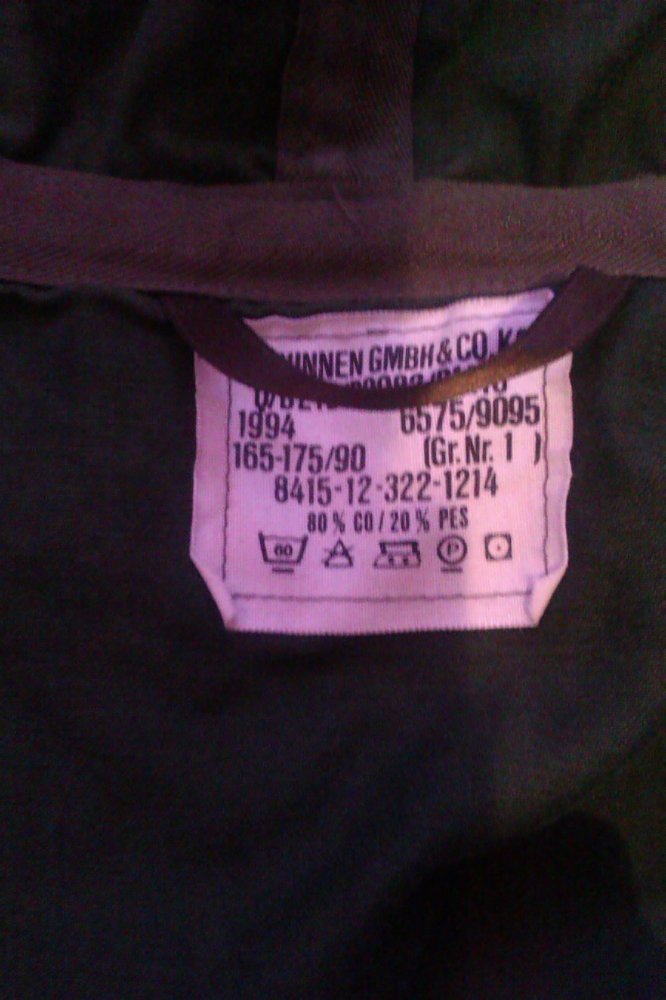 GMBH & CO.
1994 6575/9095
165-175/90 (Gr. Nr. 1 )
8415-12-322-1214
80 % CO / 20 % PES
60 P